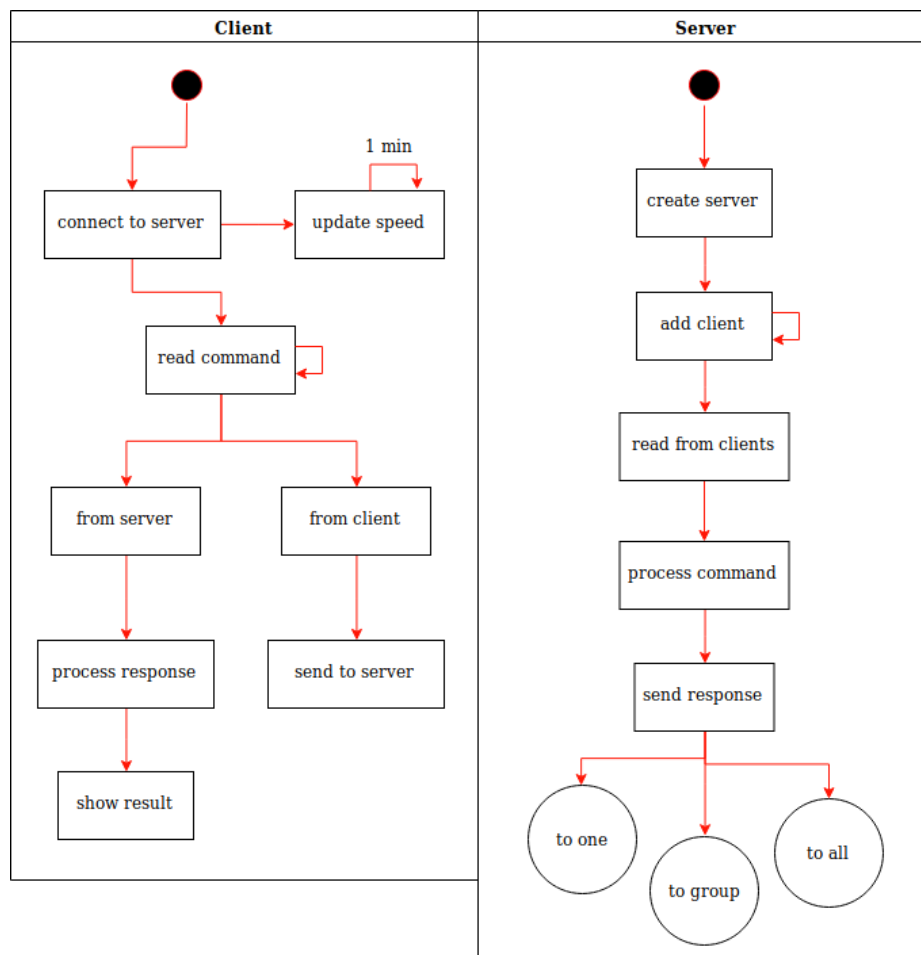 Client
1 min
connect to server
update speed
read command
from server
from client
process response
send to server
show result
Server
create server
add client
read from clients
process command
send response
to one
to group
to all